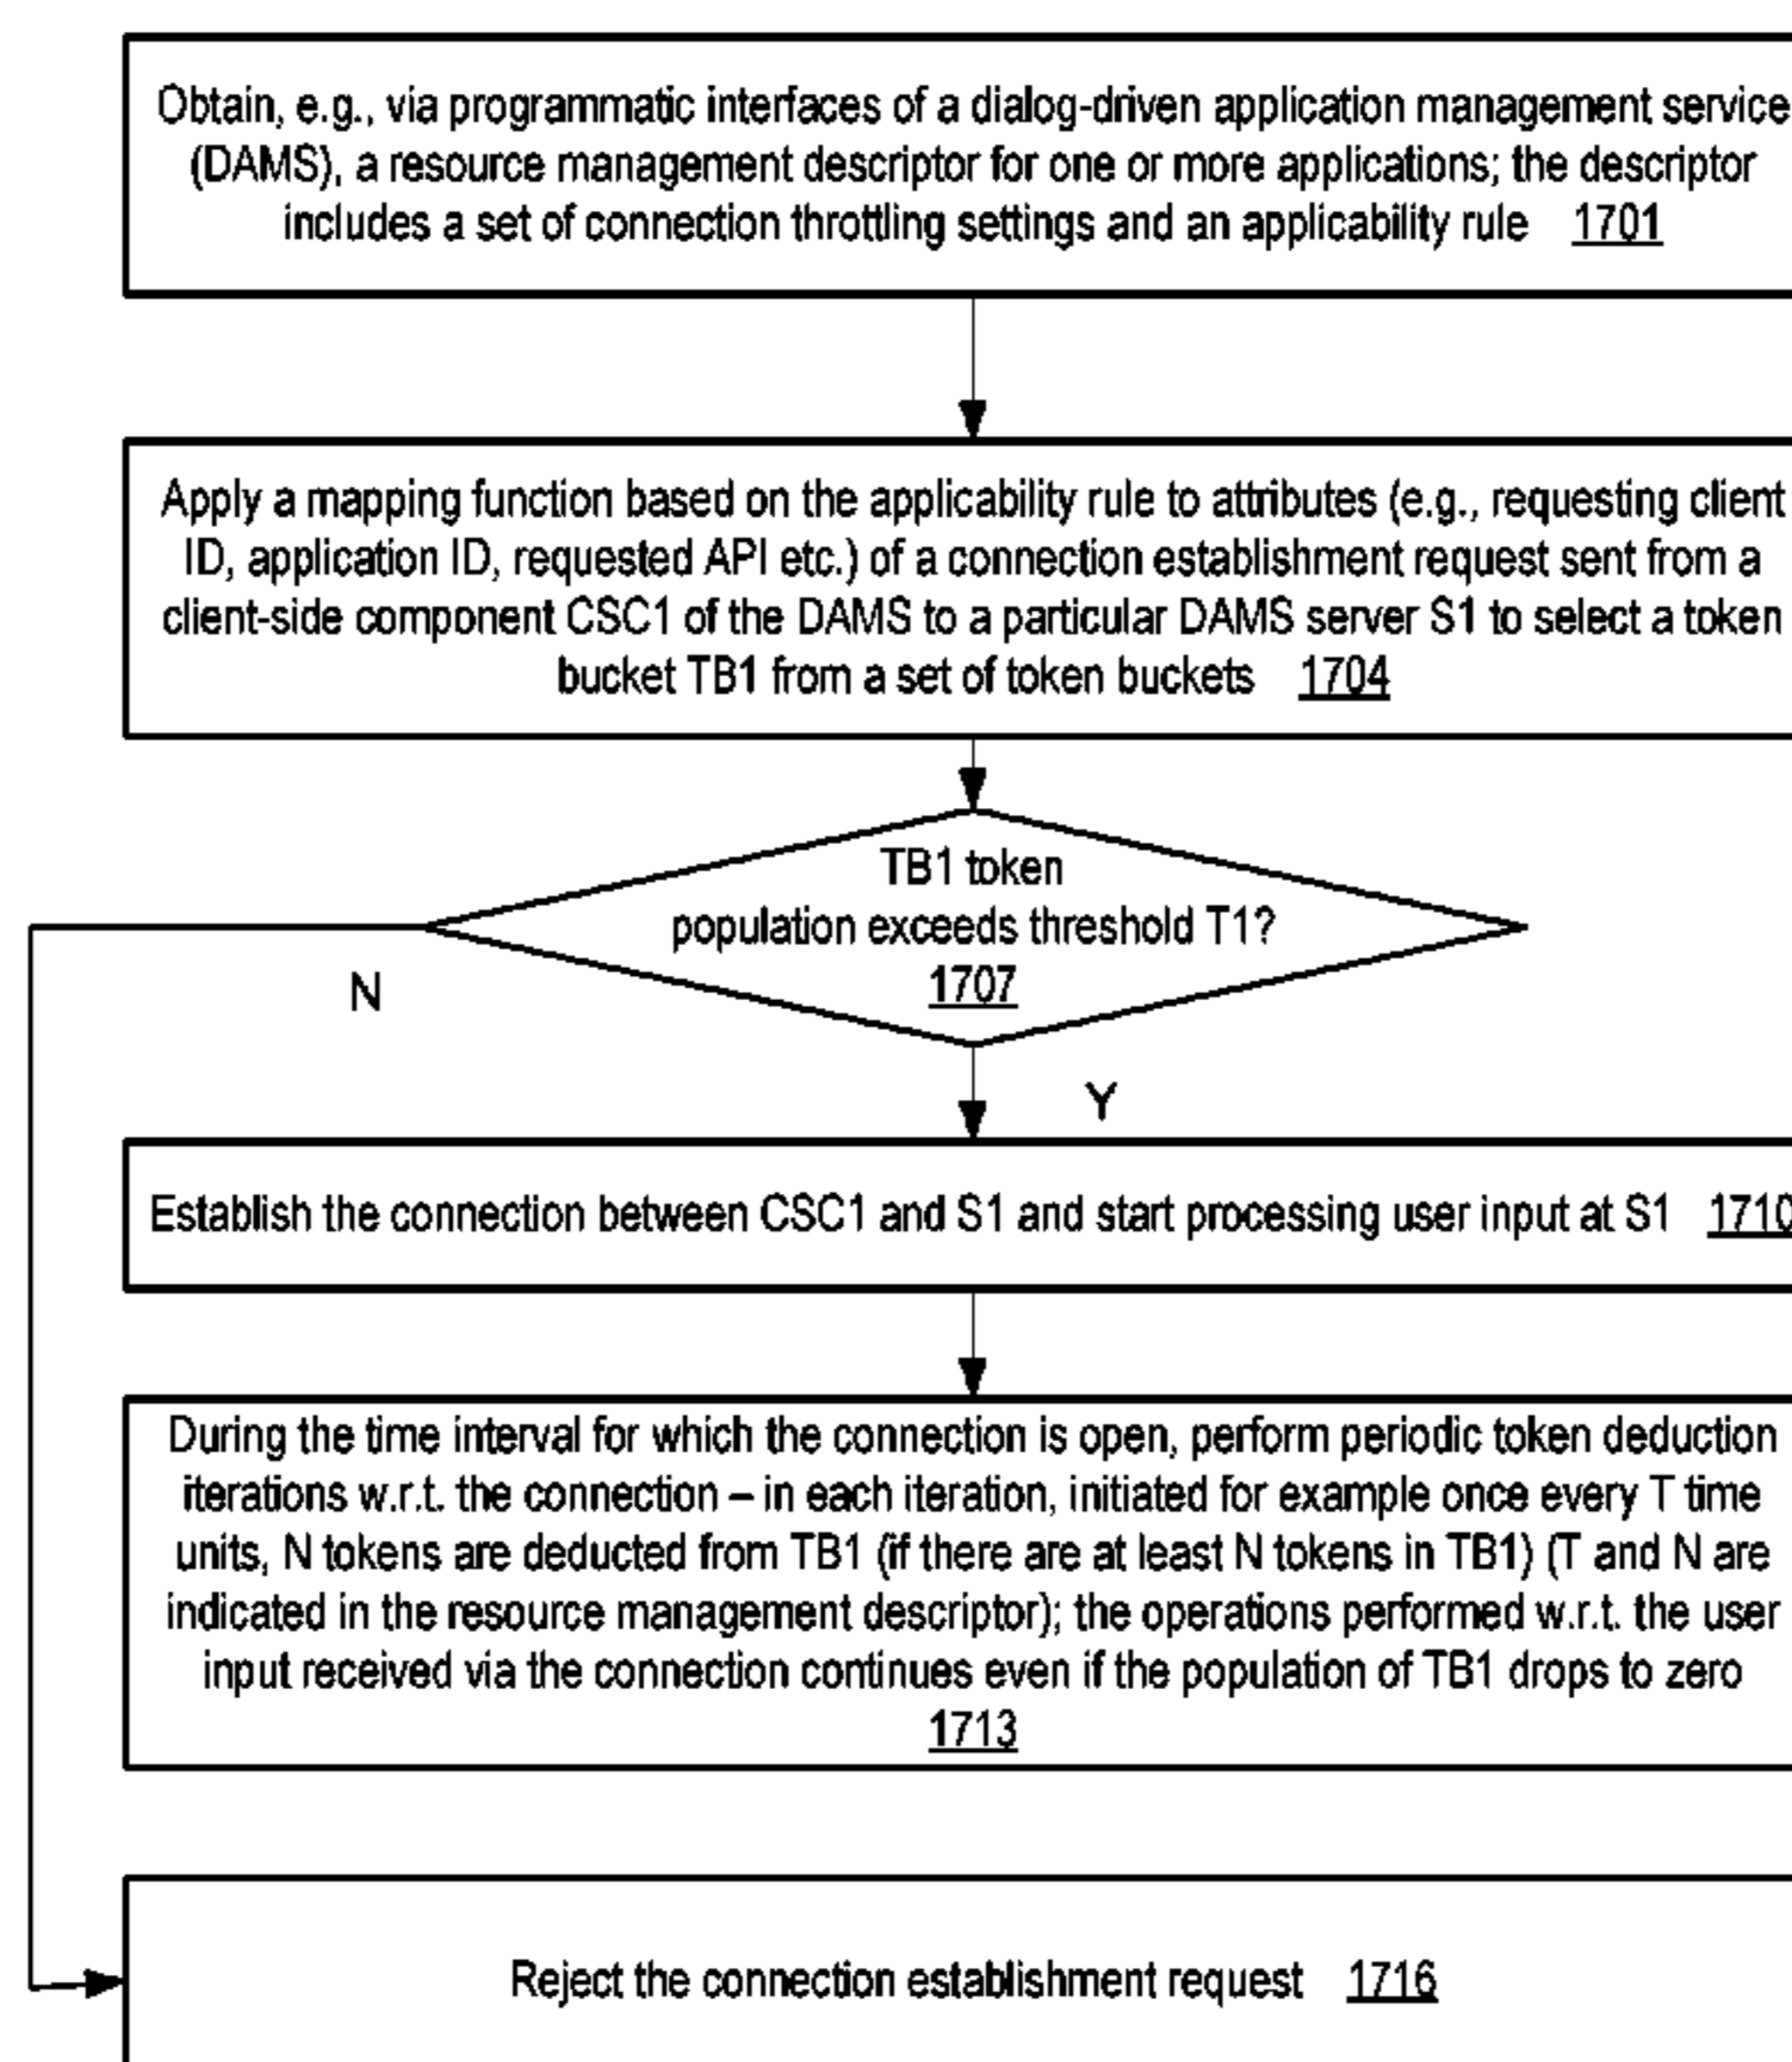 Obtain, e.g., via programmatic interfaces of a dialog-driven application management service
(DAMS), a resource management descriptor for one or more applications; the descriptor
includes a set of connection throttling settings and an applicability rule 1701
Apply a mapping function based on the applicability rule to attributes (e.g., requesting client
ID, application ID, requested API etc.) of a connection establishment request sent from a
client-side component CSC1 of the DAMS to a particular DAMS server S1 to select a token
bucket TB1 from a set of token buckets 1704
TB1 token
population exceeds threshold T1?
1707
N
Y
Establish the connection between CSC1 and S1 and start processing user input at S1 1710
During the time interval for which the connection is open, perform periodic token deduction
iterations w.r.t. the connection – in each iteration, initiated for example once every T time
units, N tokens are deducted from TB1 (if there are at least N tokens in TB1) (T and N are
indicated in the resource management descriptor); the operations performed w.r.t. the user
input received via the connection continues even if the population of TB1 drops to zero
1713
Reject the connection establishment request 1716